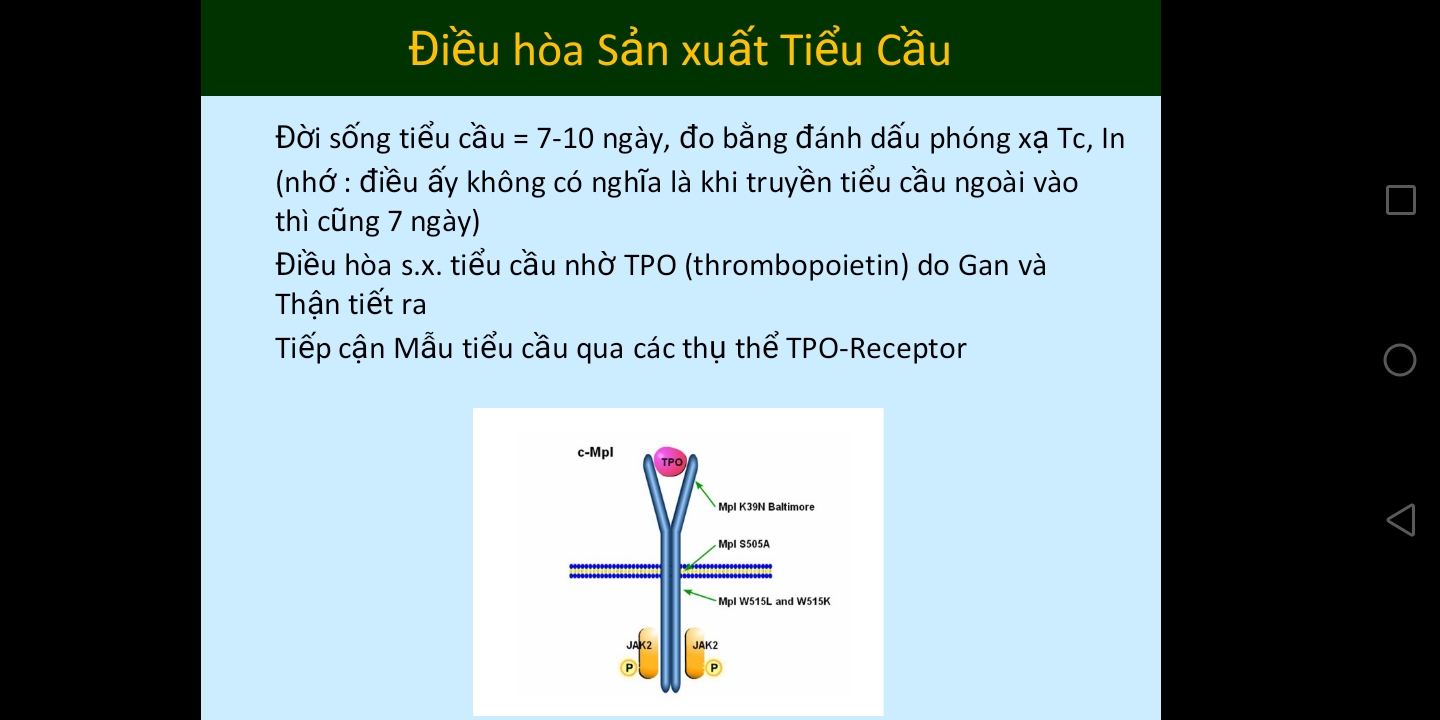 Điều hòa Sản xuất Tiểu Cầu
Đời sống tiểu cầu = 7-10 ngày, đo bằng đánh dấu phóng xạ Tc, In
(nhớ : điều ấy không có nghĩa là khi truyền tiểu cầu ngoài vào
thì cũng 7 ngày)
Điều hòa s.x. tiểu cầu nhờ TPO (thrombopoietin) do Gan và
Thận tiết ra
Tiếp cận Mẫu tiểu cầu qua các thụ thể TPO-Receptor
c-Mpl
TPO
Mpl K39N Baltimore
Mpl S505A
Mpl W515L and W515K
JAK2 JAK2
P P